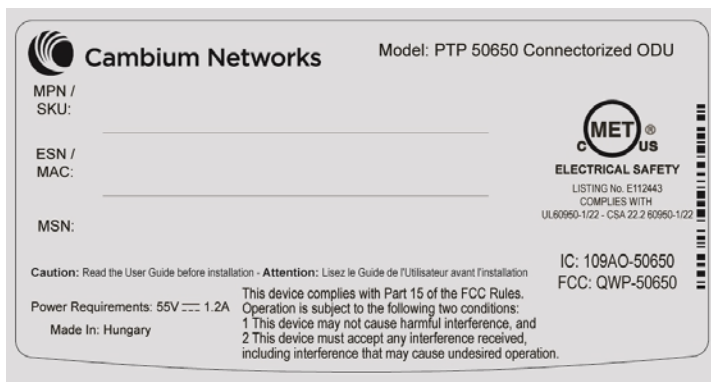 Cambium Networks
Model: PTP 50650 Connectorized ODU
MPN /
SKU:
ESN /
MAC:
MSN:
MET
C US
®
ELECTRICAL SAFETY
LISTING No. E112443
COMPLIES WITH
UL60950-1/22 - CSA 22.2 60950-1/22
IC: 109AO-50650
FCC: QWP-50650
Caution: Read the User Guide before installation - Attention: Lisez le Guide de l'Utilisateur avant l'installation
Power Requirements: 55V 1.2A
Made In: Hungary
This device complies with Part 15 of the FCC Rules.
Operation is subject to the following two conditions:
1 This device may not cause harmful interference, and
2 This device must accept any interference received,
including interference that may cause undesired operation.